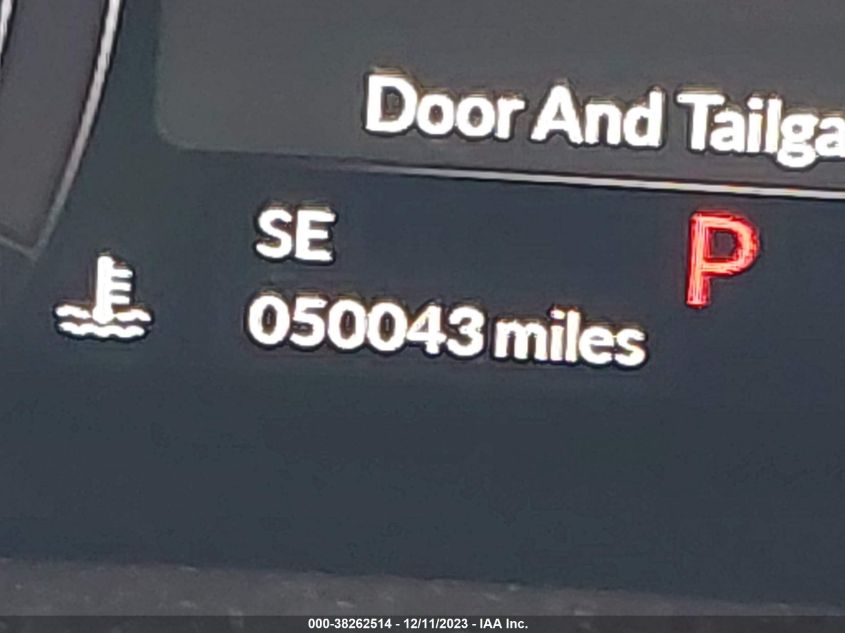 Door And Tailga
SE
P
050043 miles
000-38262514 - 12/11/2023 - IAA Inc.